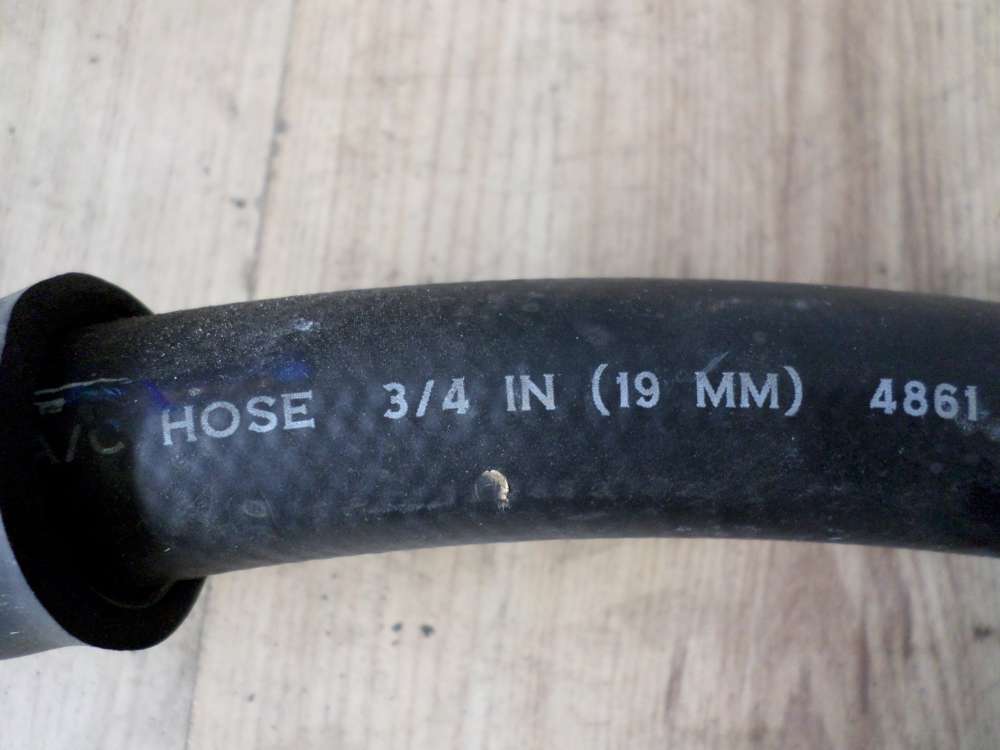 A/C HOSE 3/4 IN (19 MM) 4861